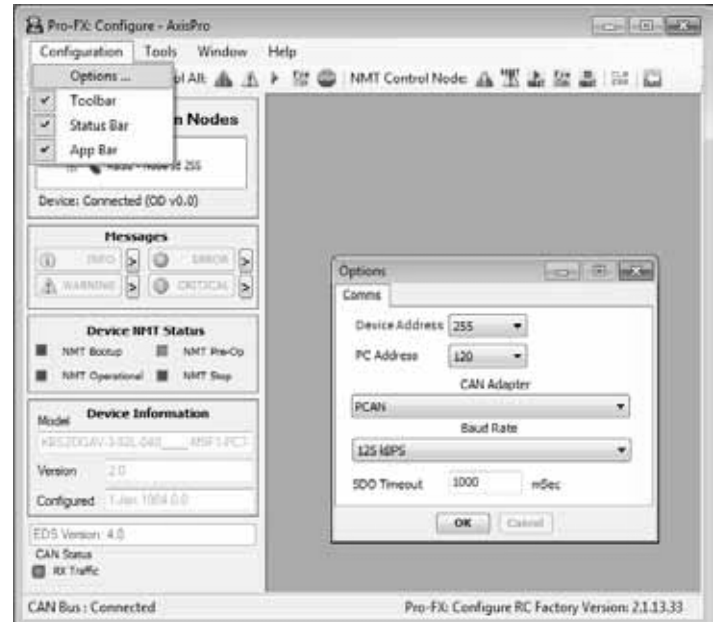 Pro-FX: Configure - AxisPro
Configuration Tools Window Help
Options ...
ol All:
NMT Control Node:
Toolbar
Status Bar
App Bar
n Nodes
255
Device: Connected (OD v0.0)
Messages
INFO > ERROR >
WARNING > CRITICAL >
Device NMT Status
NMT Bootup NMT Pre-Op
NMT Operational NMT Stop
Device Information
Model
Version 2.0
Configured
EDS Version: 4.0
CAN Status
RX Traffic
CAN Bus : Connected
Pro-FX: Configure RC Factory Version: 2.1.13.33
Options
Comms
Device Address 255
PC Address 120
CAN Adapter
PCAN
Baud Rate
125 kBPS
SDO Timeout 1000 mSec
OK Cancel